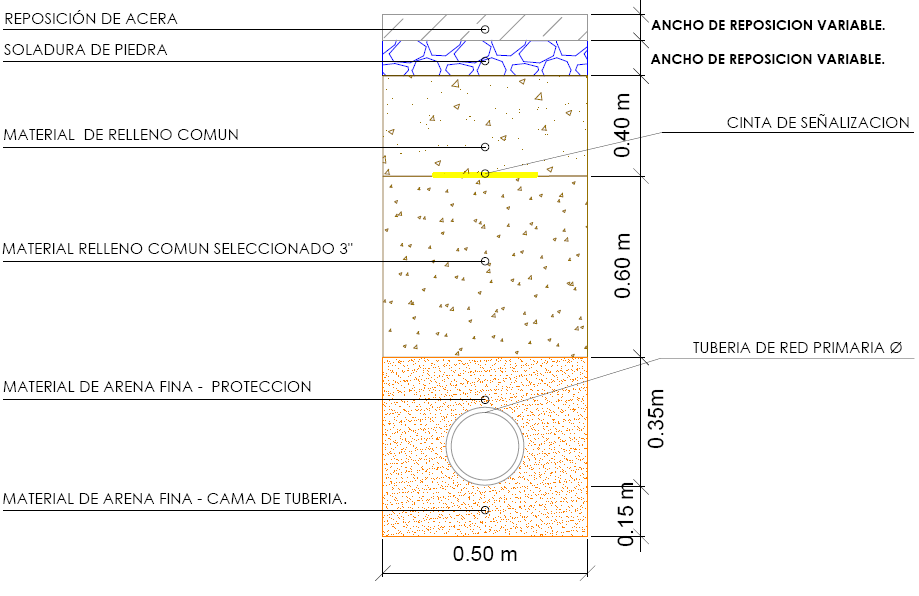 REPOSICIÓN DE ACERA
ANCHO DE REPOSICION VARIABLE.
SOLADURA DE PIEDRA
ANCHO DE REPOSICION VARIABLE.
0.40 m
CINTA DE SEÑALIZACION
MATERIAL DE RELLENO COMUN
MATERIAL RELLENO COMUN SELECCIONADO 3"
0.60 m
TUBERIA DE RED PRIMARIA Ø
MATERIAL DE ARENA FINA - PROTECCION
0.35m
MATERIAL DE ARENA FINA - CAMA DE TUBERIA.
0.15 m
0.50 m